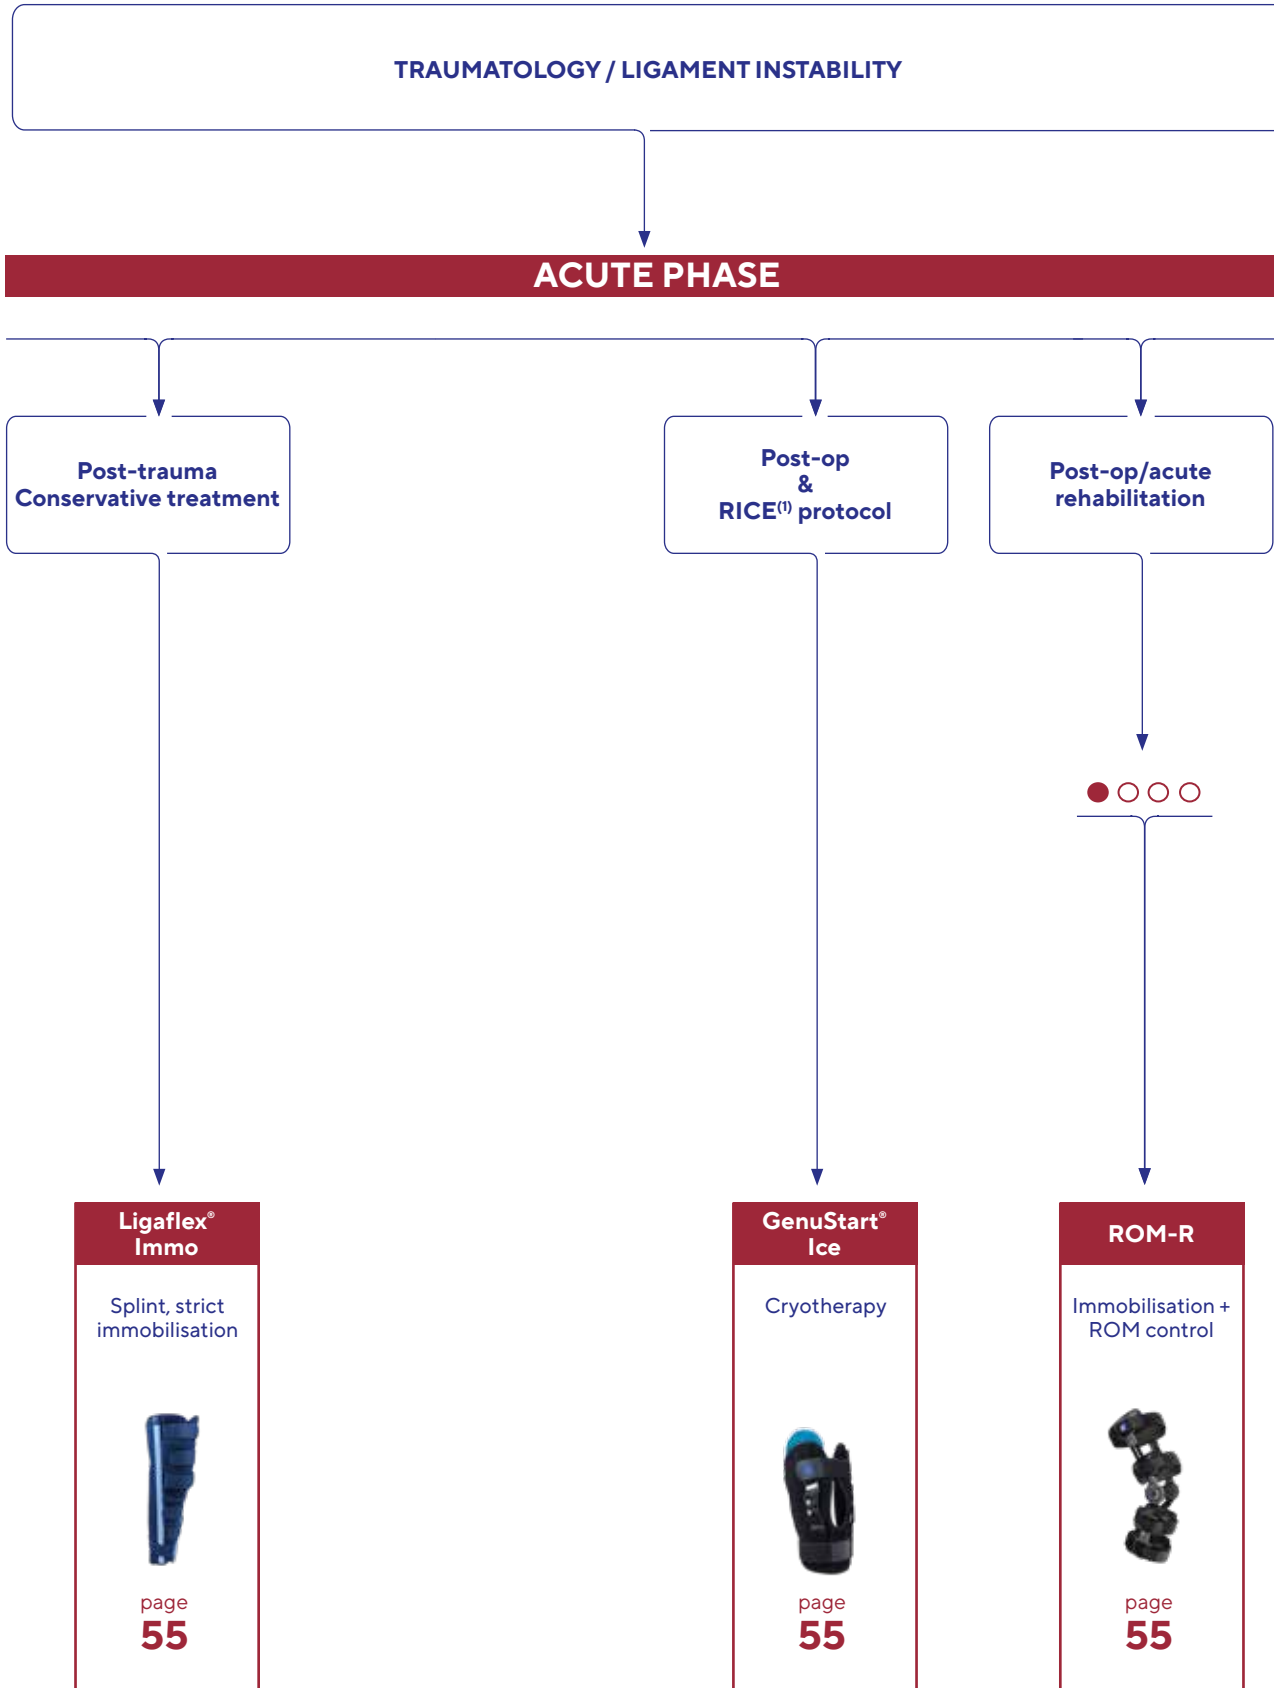 TRAUMATOLOGY / LIGAMENT INSTABILITY
ACUTE PHASE
Post-trauma
Conservative treatment
Post-op
&
RICE(1) protocol
Post-op/acute
rehabilitation
Ligaflex®
Immo
Splint, strict
immobilisation
page
55
GenuStart®
Ice
Cryotherapy
page
55
ROM-R
Immobilisation +
ROM control
page
55